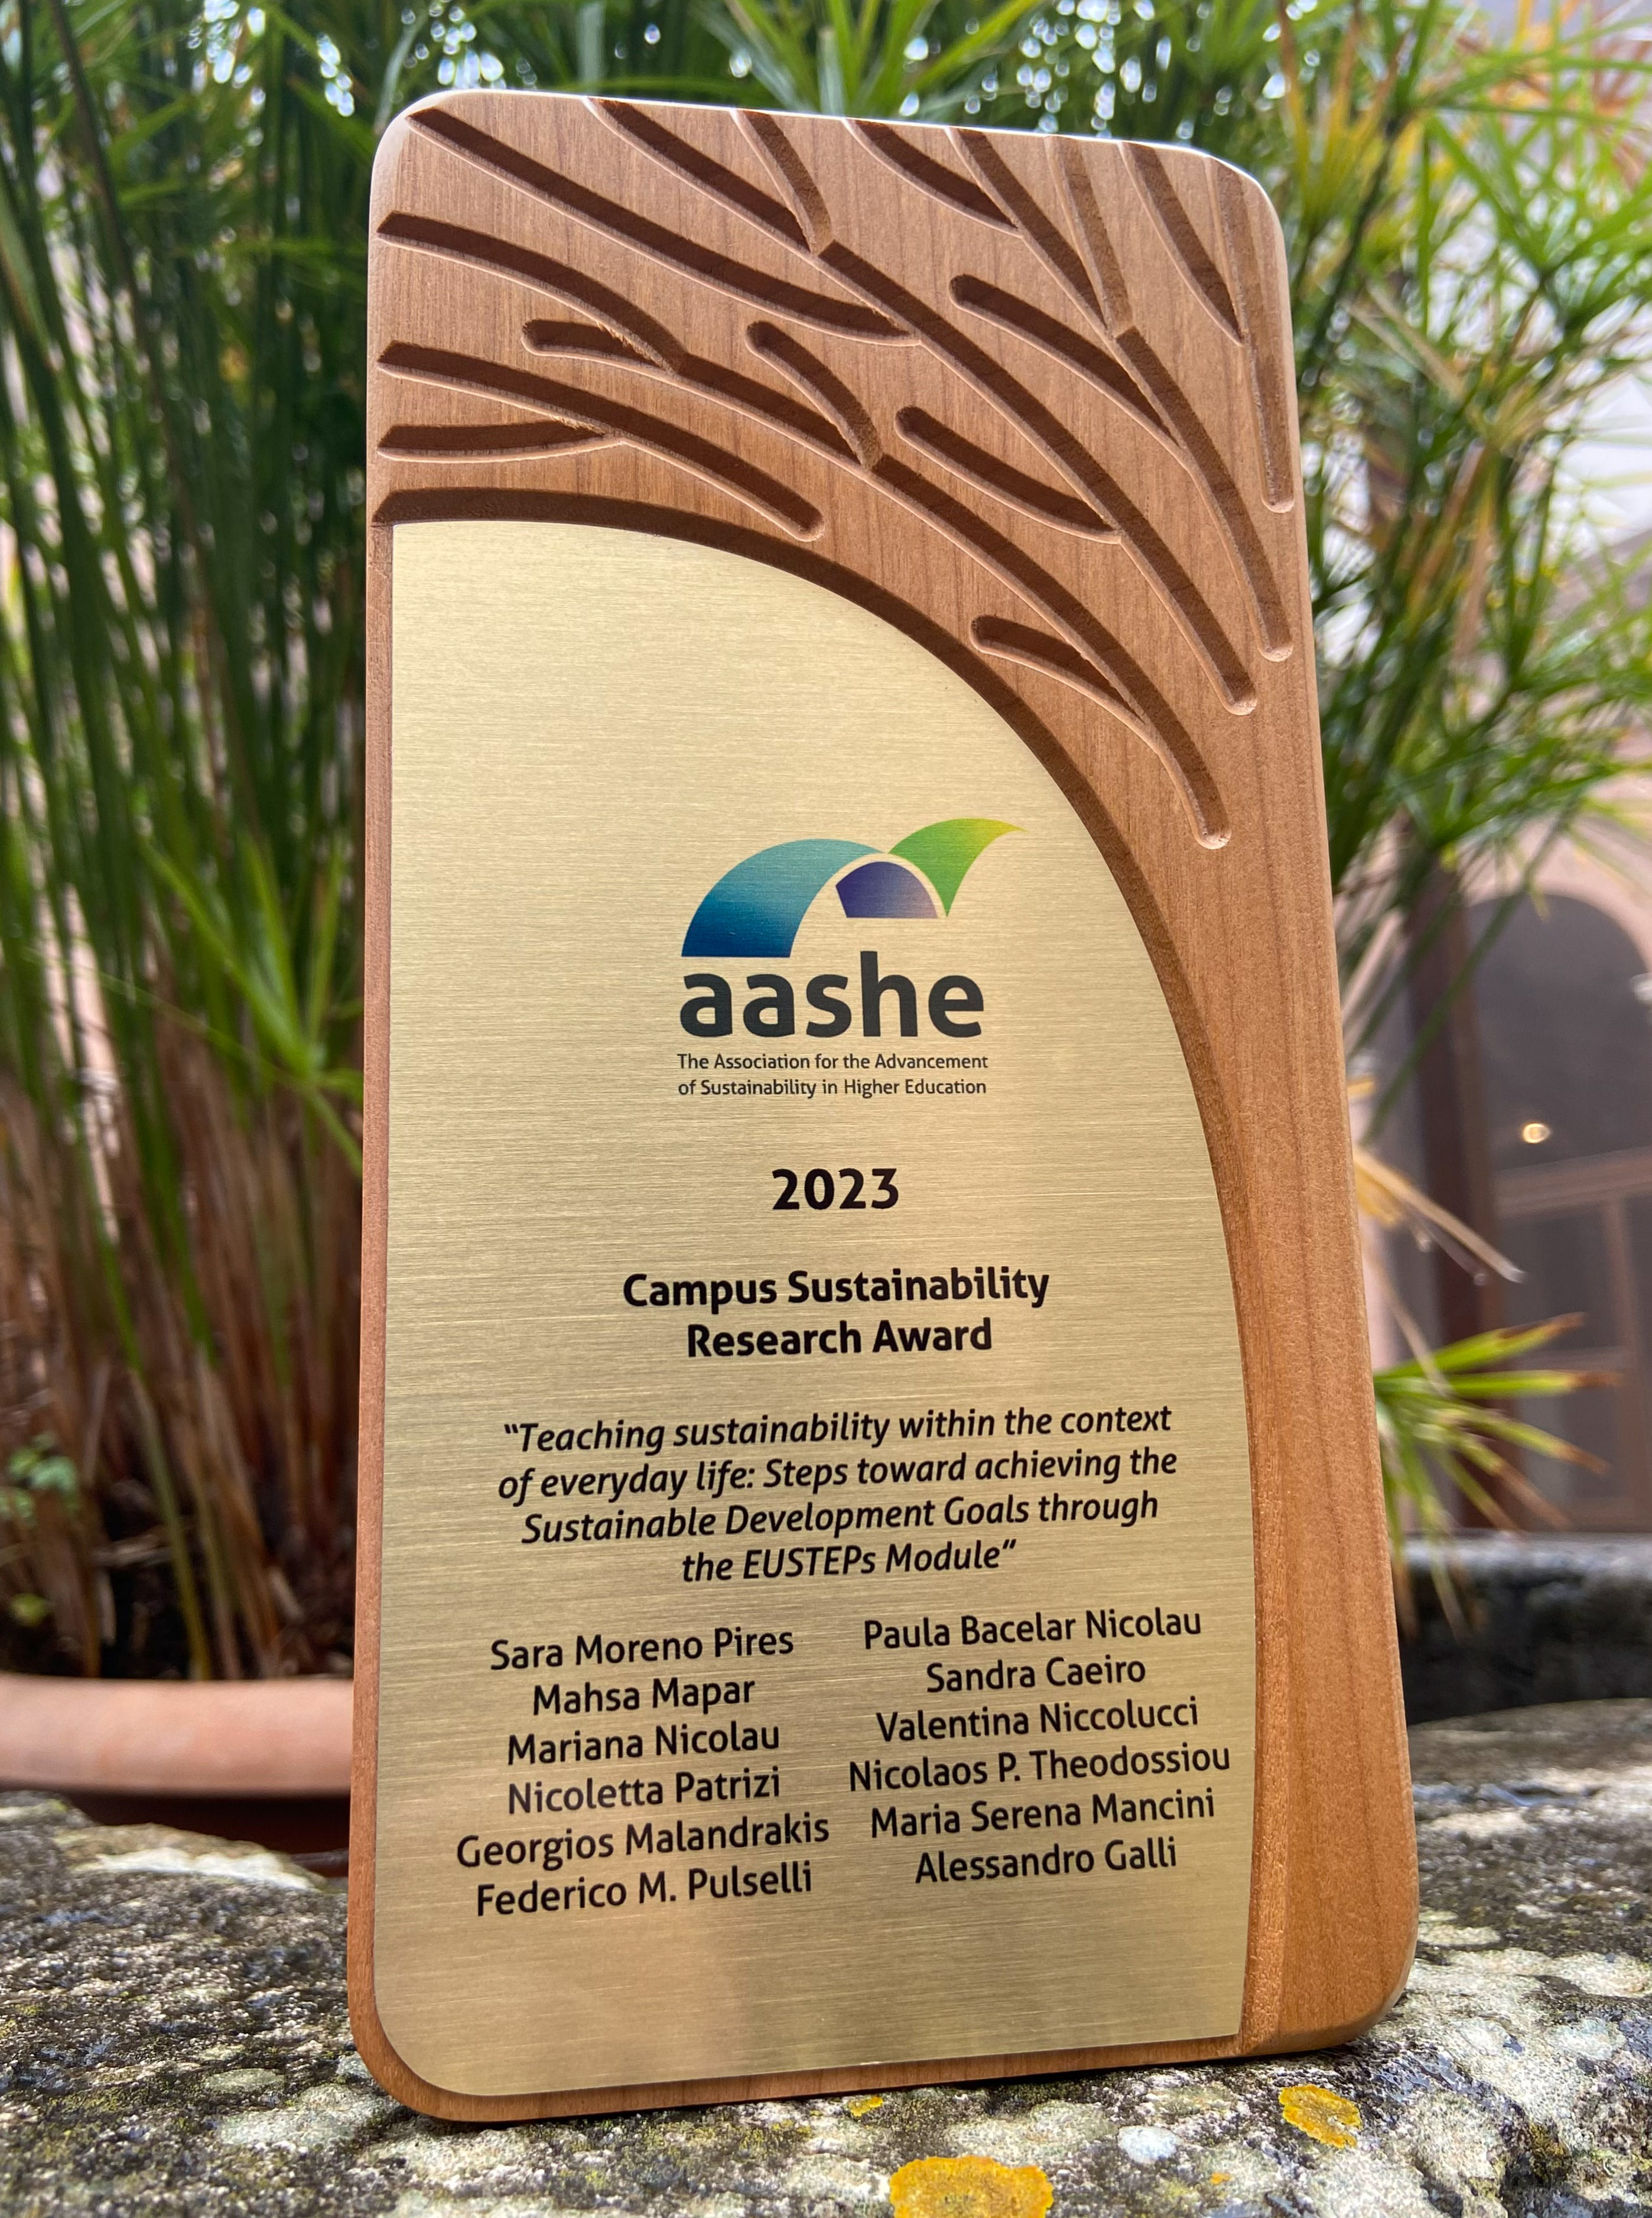 aashe
The Association for the Advancement
of Sustainability in Higher Education
2023
Campus Sustainability
Research Award
“Teaching sustainability within the context
of everyday life: Steps toward achieving the
Sustainable Development Goals through
the EUSTEPs Module”
Sara Moreno Pires
Mahsa Mapar
Mariana Nicolau
Nicoletta Patrizi
Georgios Malandrakis
Federico M. Pulselli
Paula Bacelar Nicolau
Sandra Caeiro
Valentina Niccolucci
Nicolaos P. Theodossiou
Maria Serena Mancini
Alessandro Galli